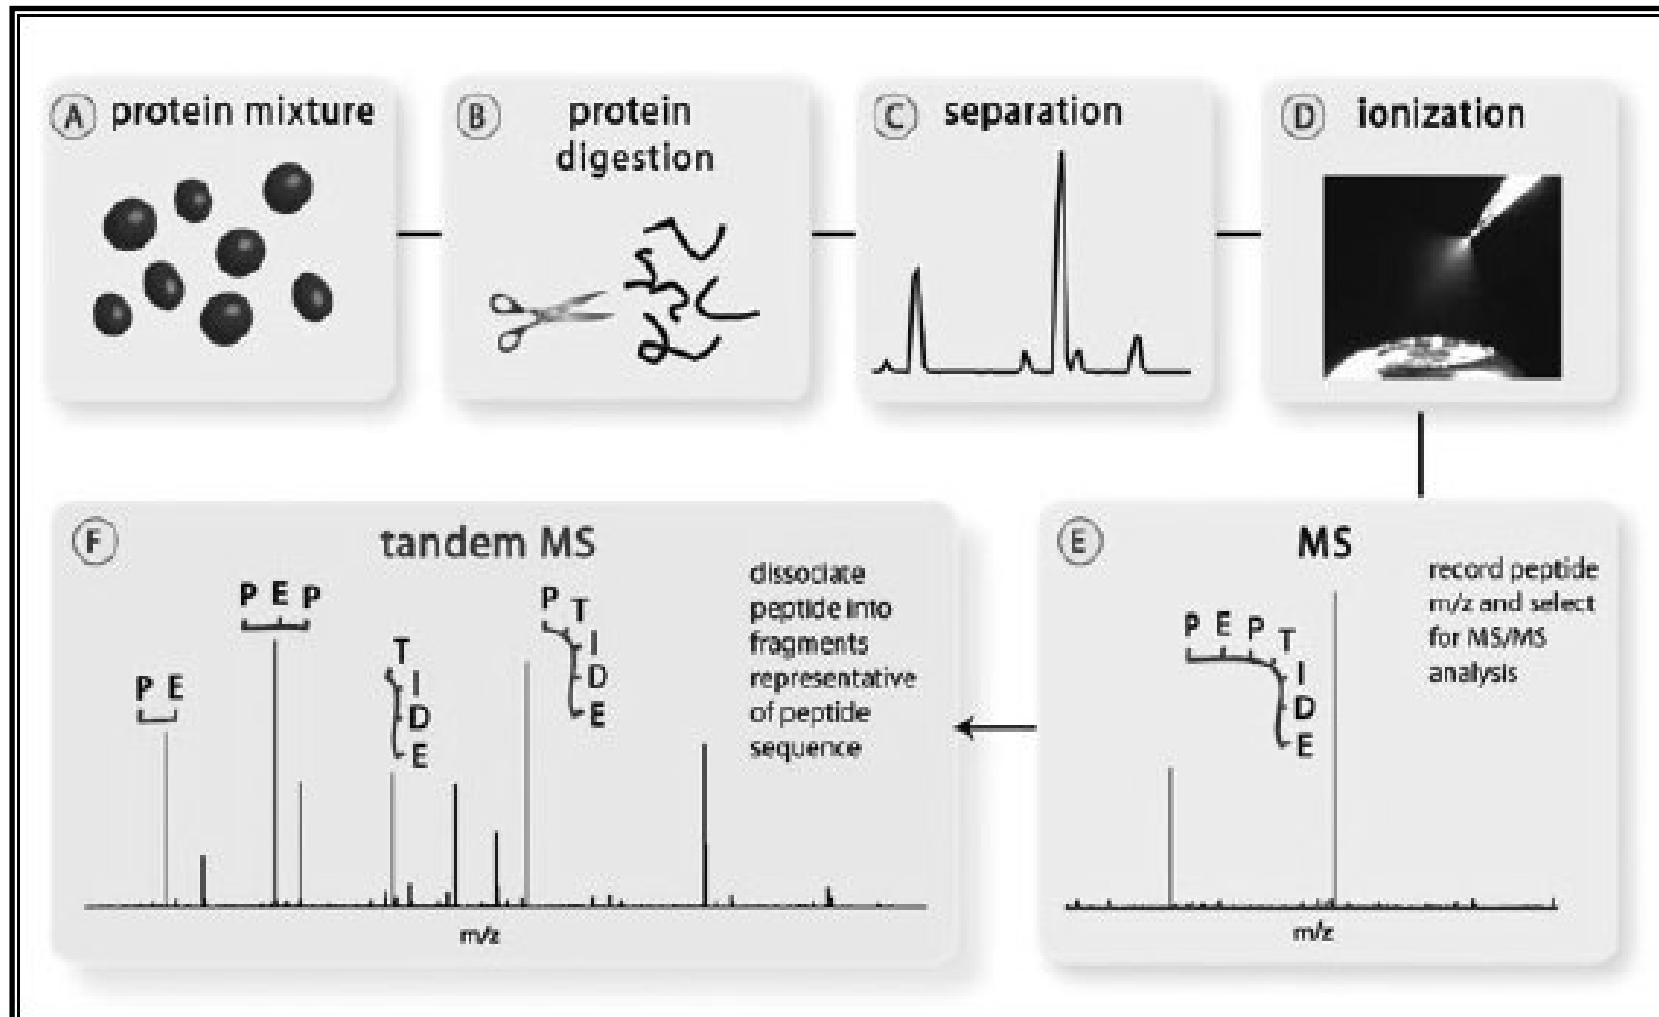 A protein mixture
B protein
digestion
C separation
D ionization
F tandem MS
P E
P E P
T
I
D
E
P T
I
D
E
dissociate
peptide into
fragments
representative
of peptide
sequence
m/z
E MS
P E P T
I
D
E
record peptide
m/z and select
for MS/MS
analysis
m/z